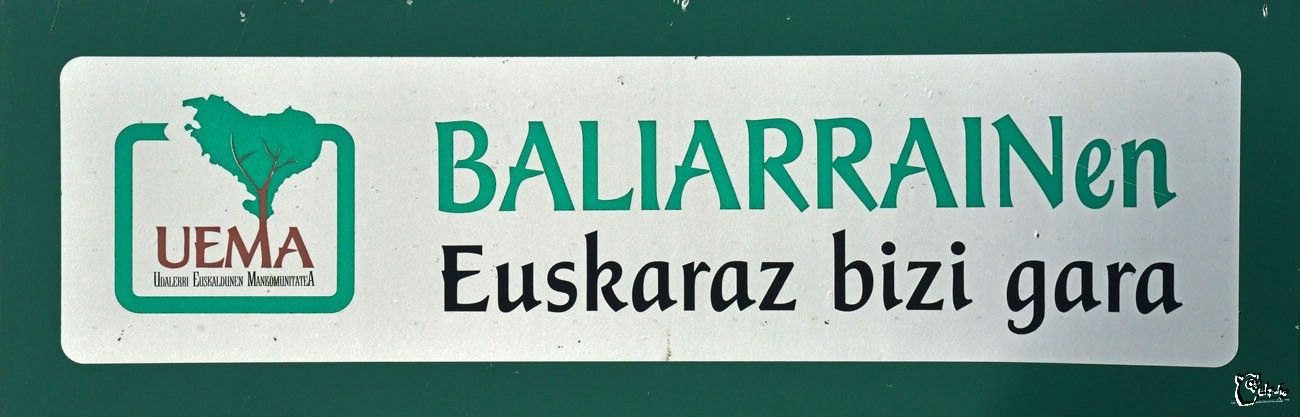 UEMA
UDALERRI EUSKALDUNEN MANKOMUNITATEA
BALIARRAINen
Euskaraz bizi gara